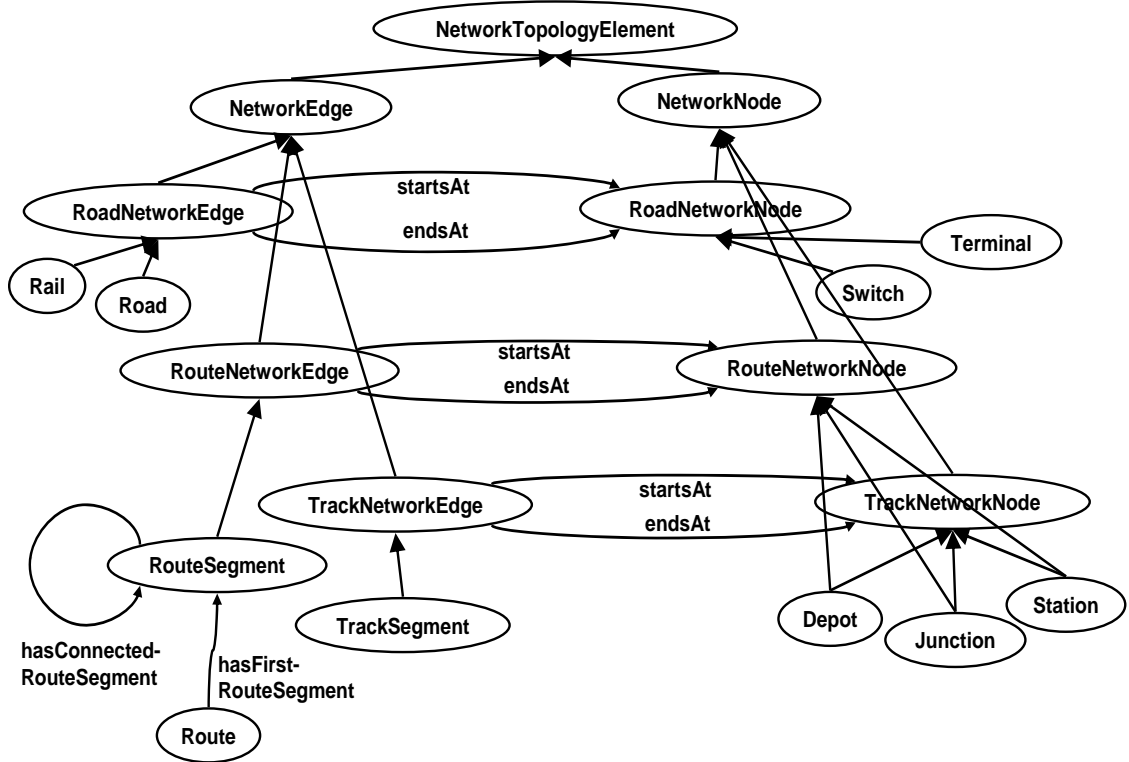 NetworkTopologyElement
NetworkEdge
NetworkNode
startsAt
RoadNetworkEdge
RoadNetworkNode
endsAt
Terminal
Rail
Road
Switch
startsAt
RouteNetworkEdge
RouteNetworkNode
endsAt
startsAt
TrackNetworkEdge
TrackNetworkNode
endsAt
RouteSegment
Station
TrackSegment
Depot
Junction
hasConnected-
RouteSegment
hasFirst-
RouteSegment
Route